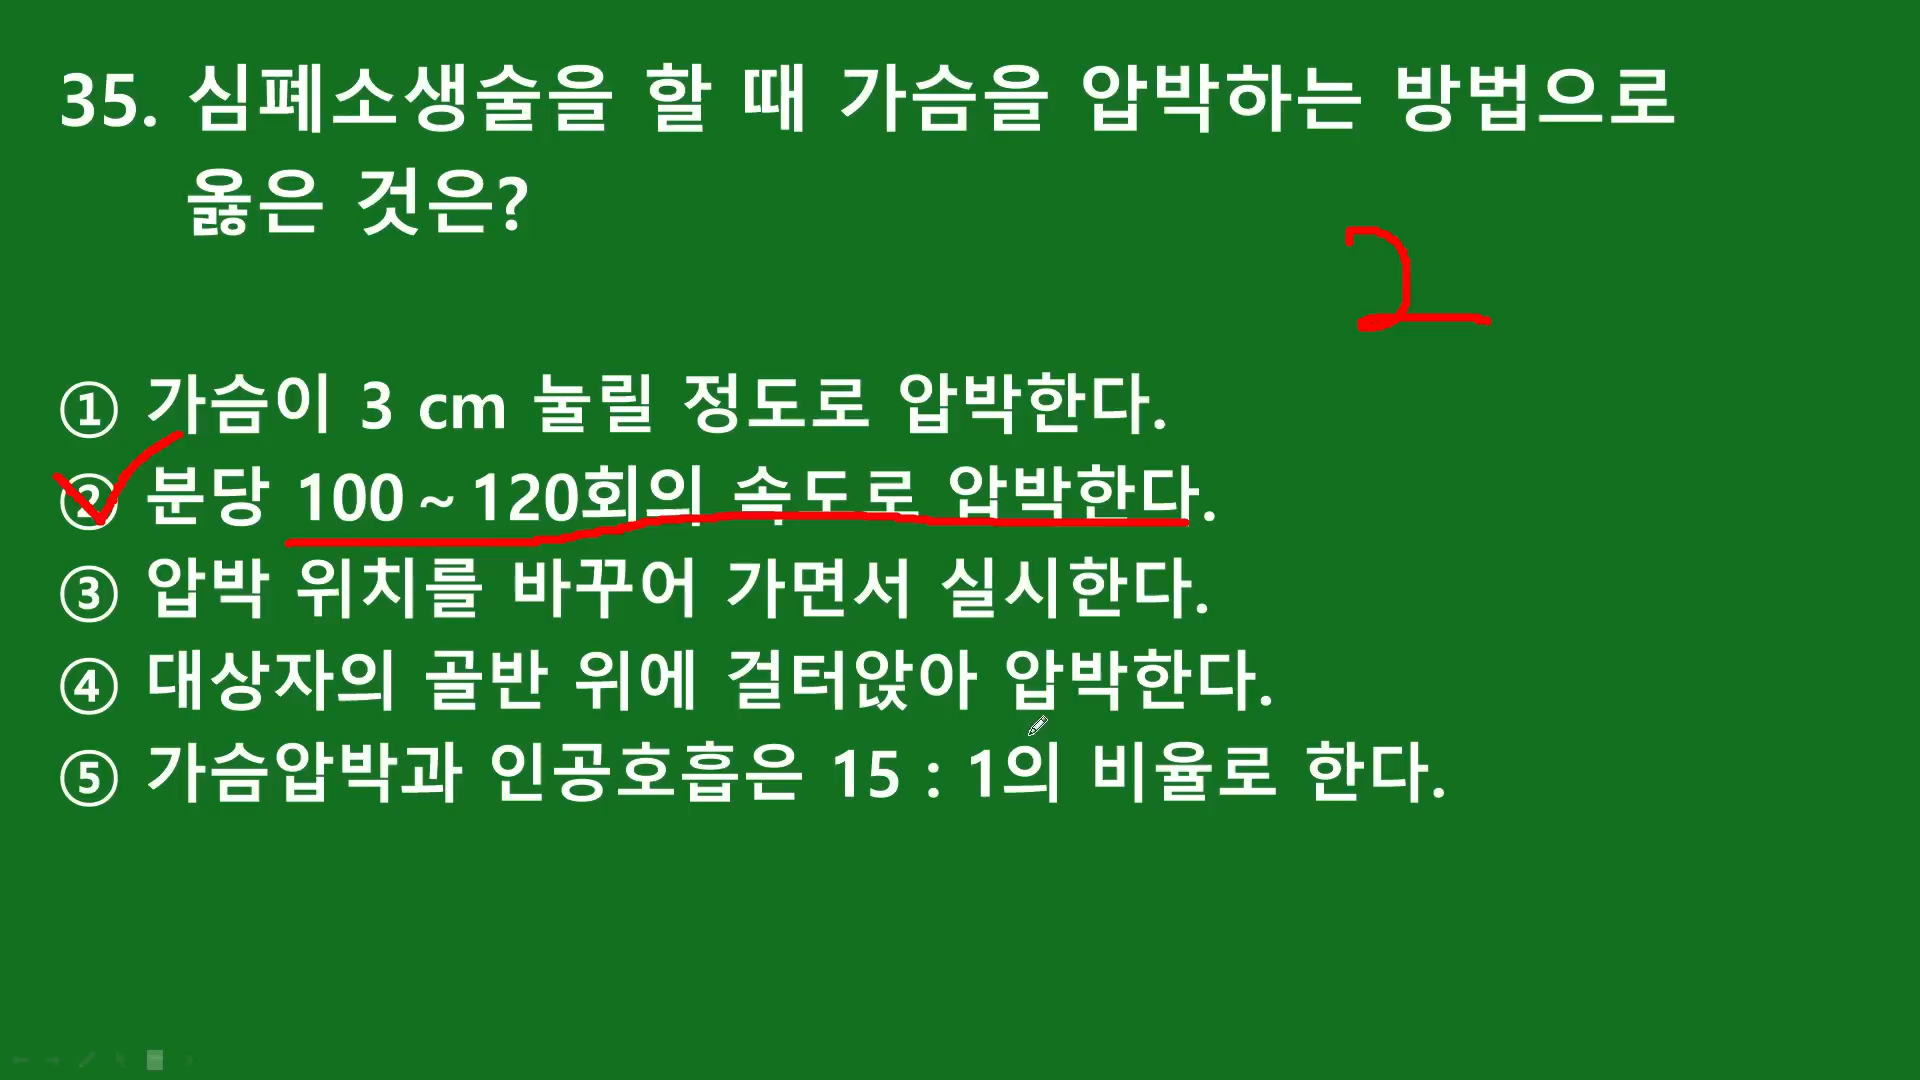 35. 심폐소생술을 할 때 가슴을 압박하는 방법으로
옳은 것은?
2
① 가슴이 3 cm 눌릴 정도로 압박한다.
② 분당 100~120회의 속도로 압박한다.
③ 압박 위치를 바꾸어 가면서 실시한다.
④ 대상자의 골반 위에 걸터앉아 압박한다.
⑤ 가슴압박과 인공호흡은 15 : 1의 비율로 한다.